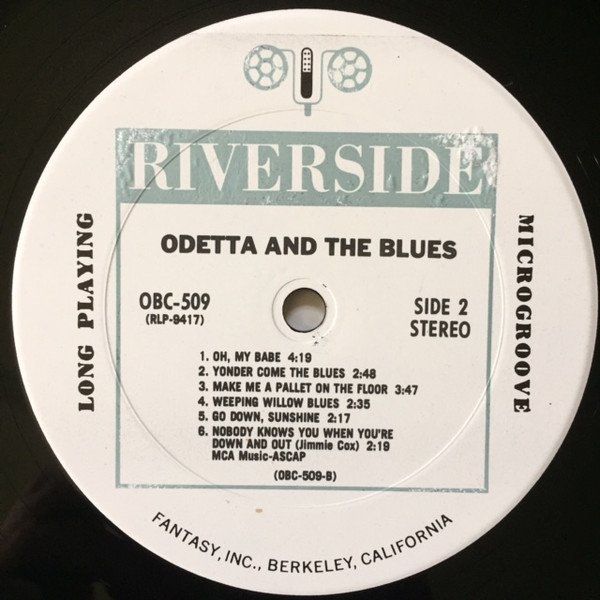 RIVERSIDE
LONG PLAYING
MICROGROOVE
ODETTA AND THE BLUES
OBC-509
(RLP-9417)
SIDE 2
STEREO
1. OH, MY BABE 4:19
2. YONDER COME THE BLUES 2:48
3. MAKE ME A PALLET ON THE FLOOR 3:47
4. WEEPING WILLOW BLUES 2:35
5. GO DOWN, SUNSHINE 2:17
6. NOBODY KNOWS YOU WHEN YOU'RE
DOWN AND OUT (Jimmie Cox) 2:19
MCA Music-ASCAP
(OBC-509-B)
FANTASY, INC., BERKELEY, CALIFORNIA